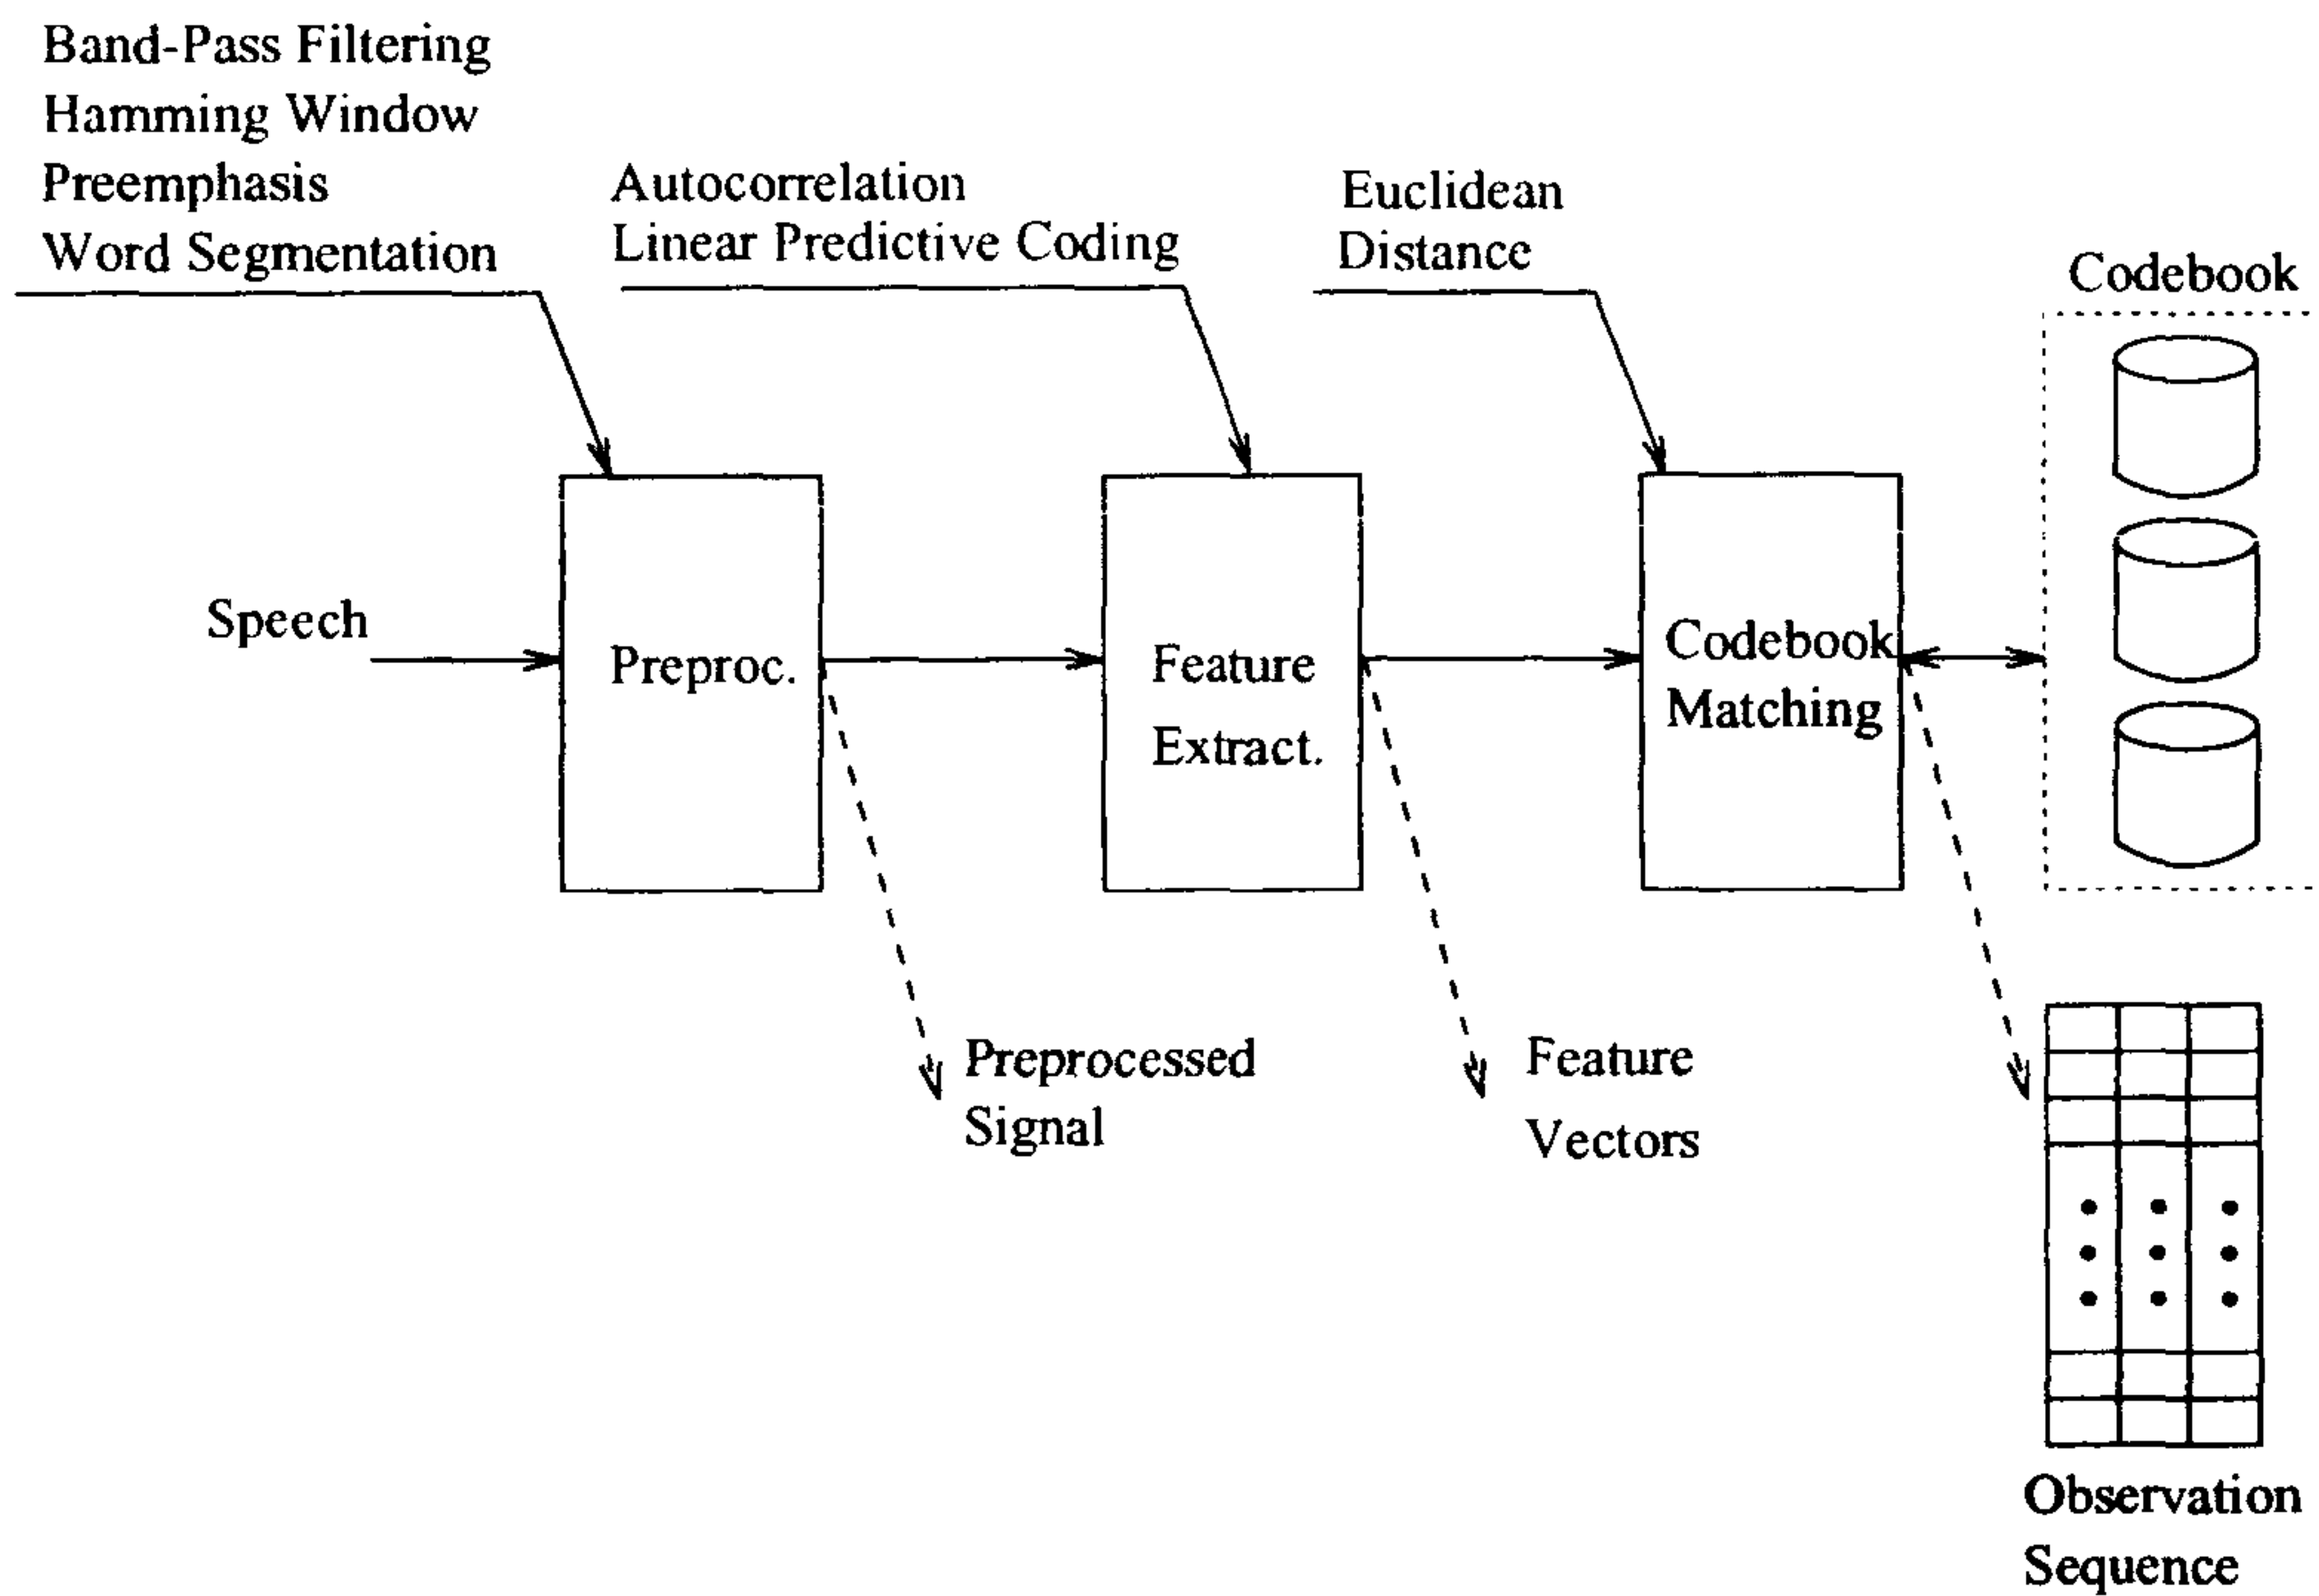 Band-Pass Filtering
Hamming Window
Preemphasis
Word Segmentation
Autocorrelation
Linear Predictive Coding
Euclidean
Distance
Codebook
Speech
Preproc.
Feature
Extract.
Codebook
Matching
Preprocessed
Signal
Feature
Vectors
Observation
Sequence